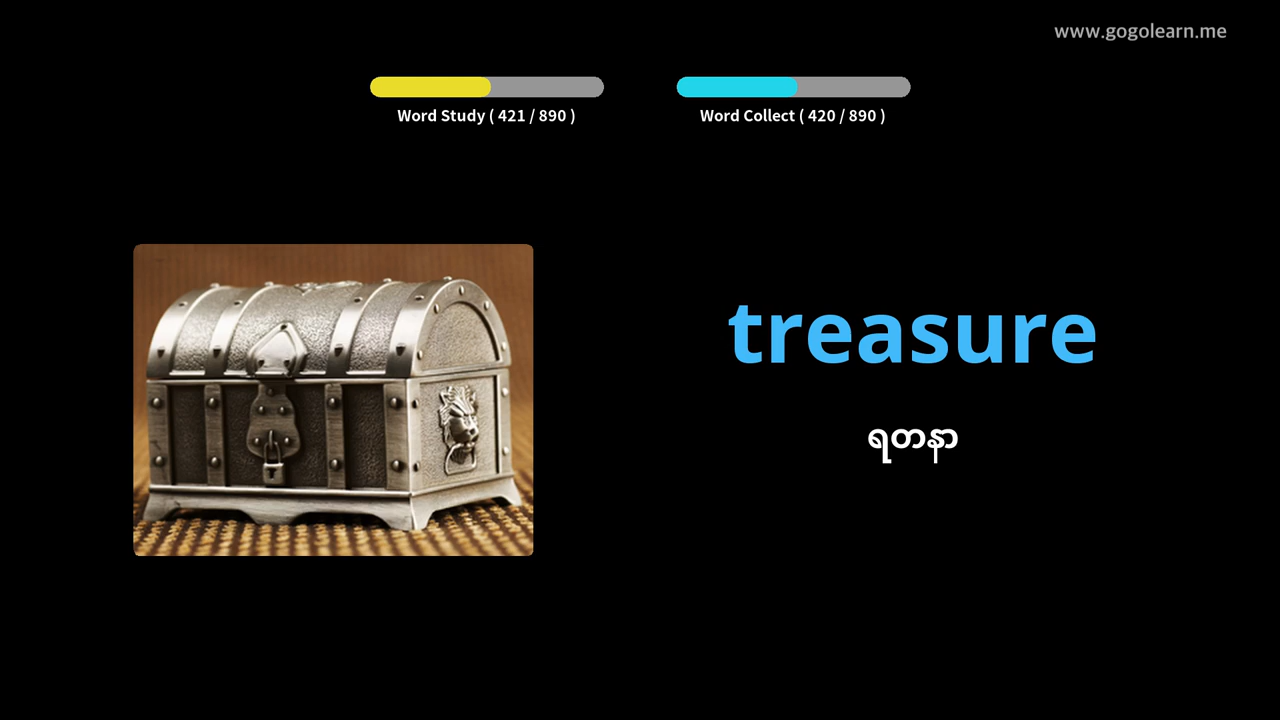 www.gogolearn.me
Word Study ( 421 / 890 )
Word Collect ( 420 / 890 )
treasure
ရတနာ